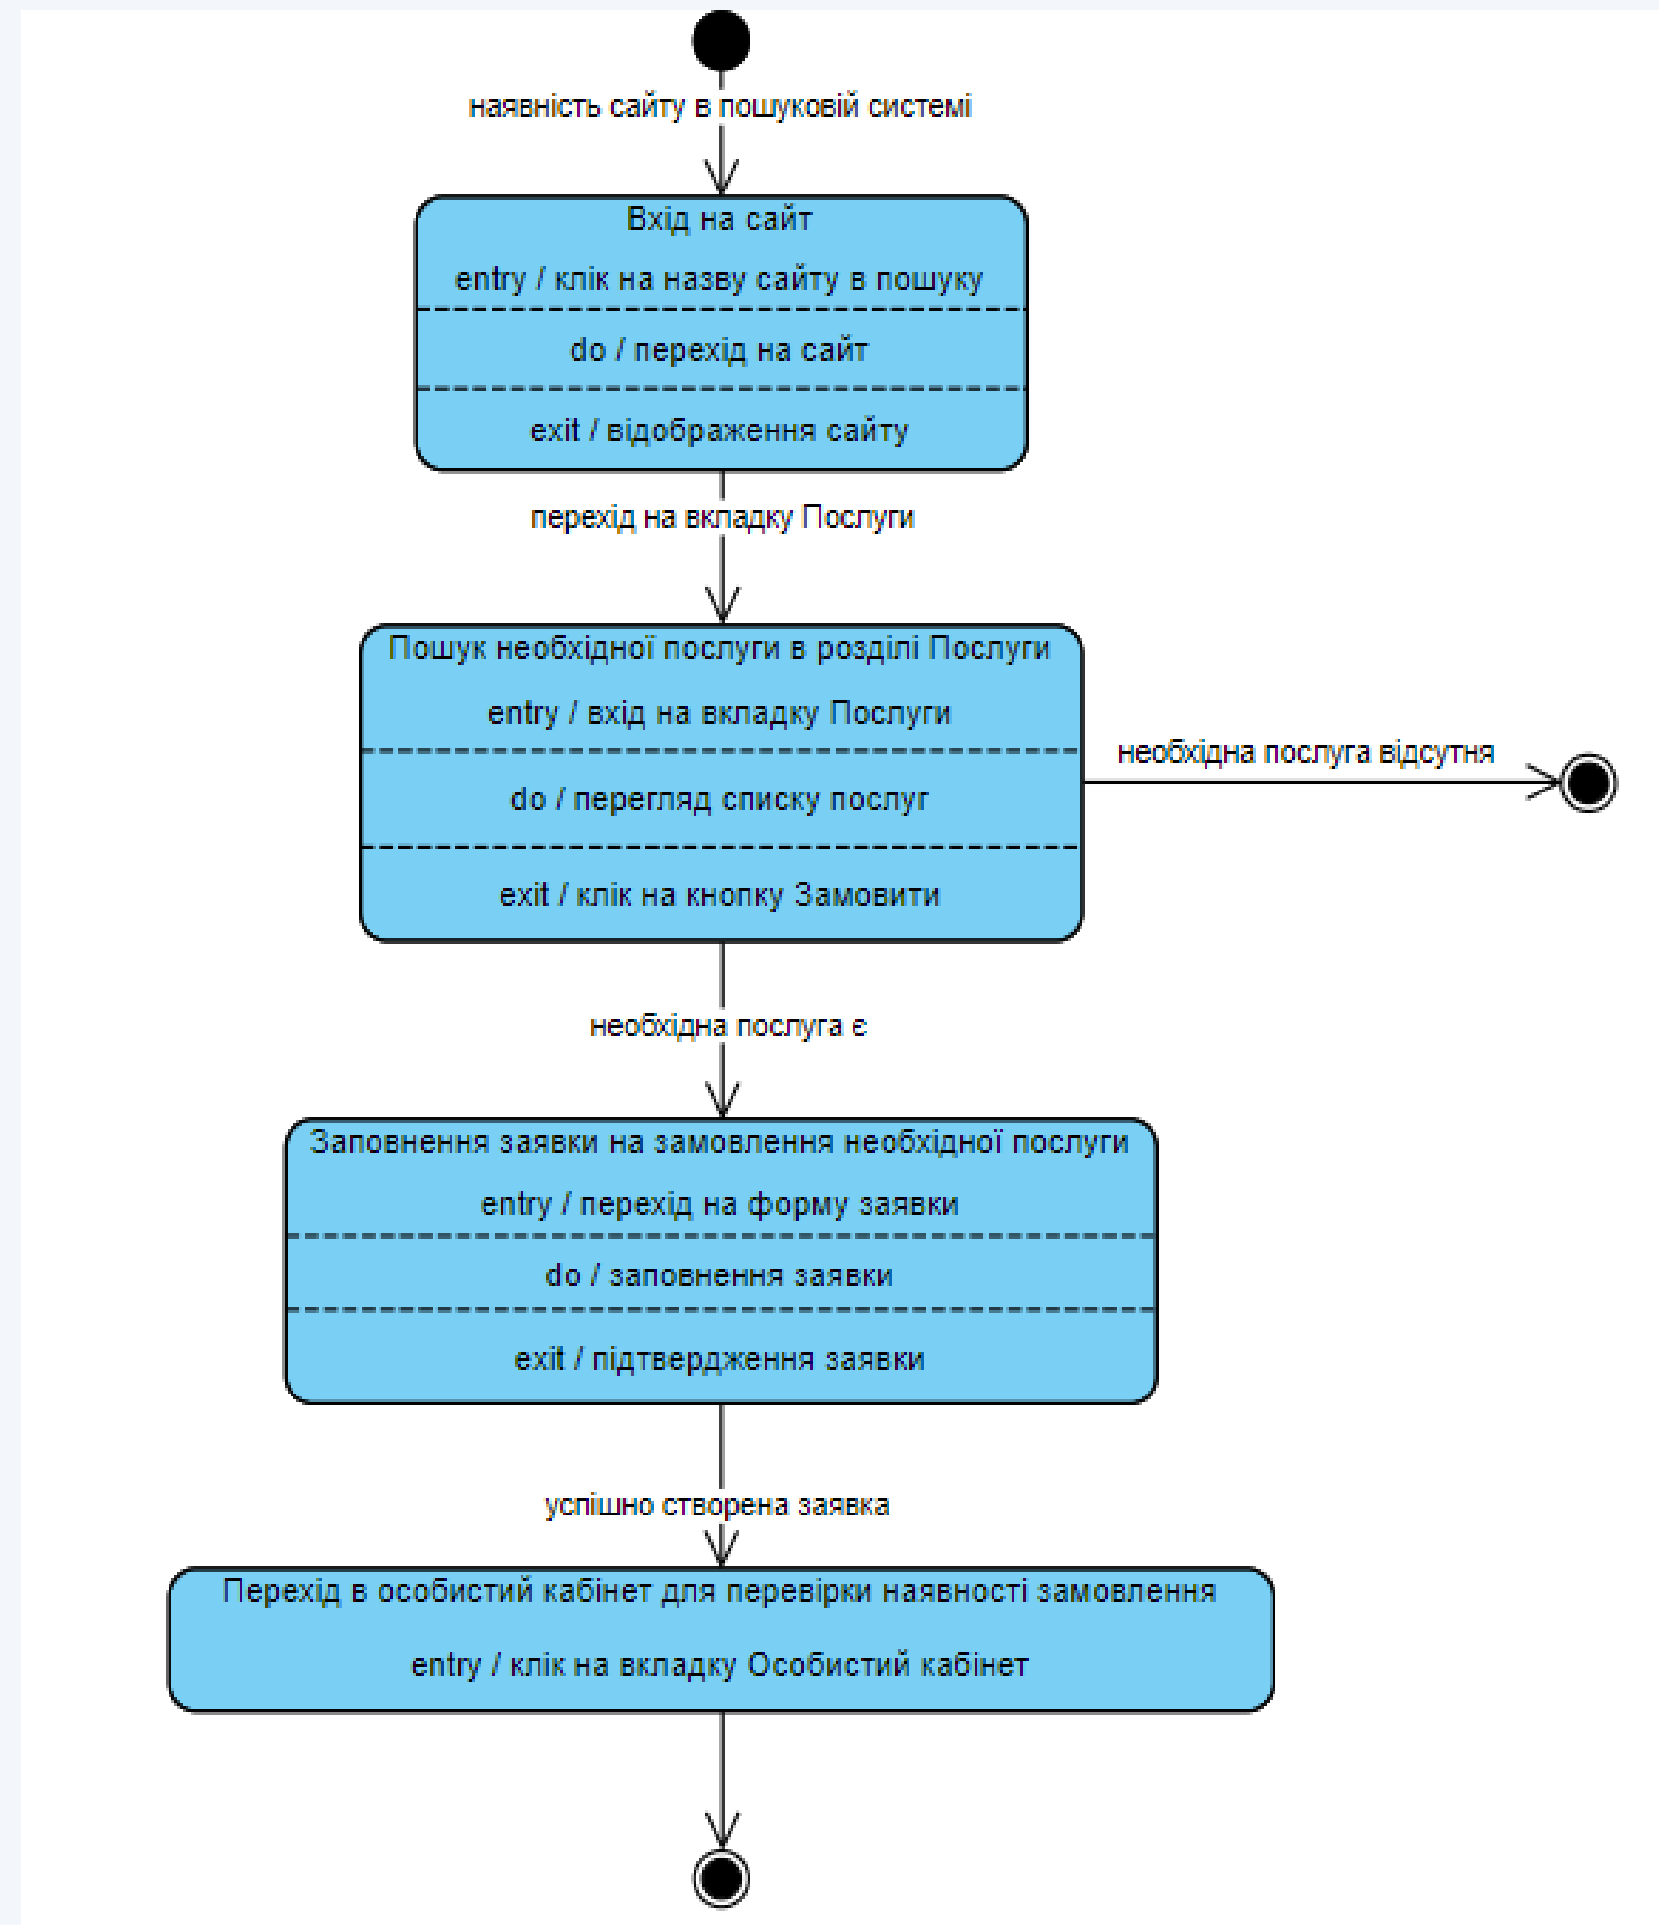 наявність сайту в пошуковій системі
Вхід на сайт
entry / клік на назву сайту в пошуку
do / перехід на сайт
exit / відображення сайту
перехід на вкладку Послуги
Пошук необхідної послуги в розділі Послуги
entry / вхід на вкладку Послуги
do / перегляд списку послуг
exit / клік на кнопку Замовити
необхідна послуга відсутня
необхідна послуга є
Заповнення заявки на замовлення необхідної послуги
entry / перехід на форму заявки
do / заповнення заявки
exit / підтвердження заявки
успішно створена заявка
Перехід в особистий кабінет для перевірки наявності замовлення
entry / клік на вкладку Особистий кабінет